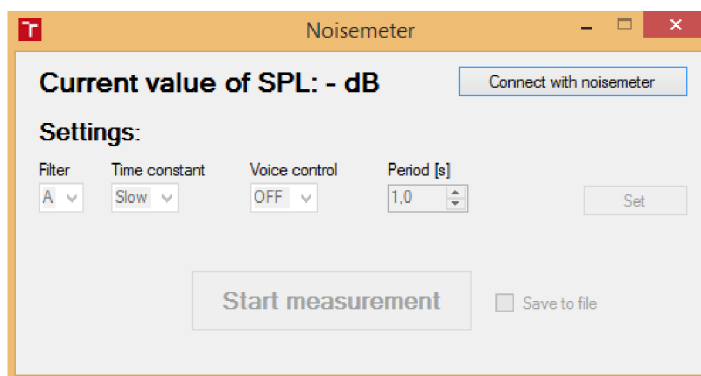 Noisemeter
Current value of SPL: - dB
Connect with noisemeter
Settings:
Filter Time constant Voice control Period [s]
A Slow OFF 1,0 Set
Start measurement Save to file